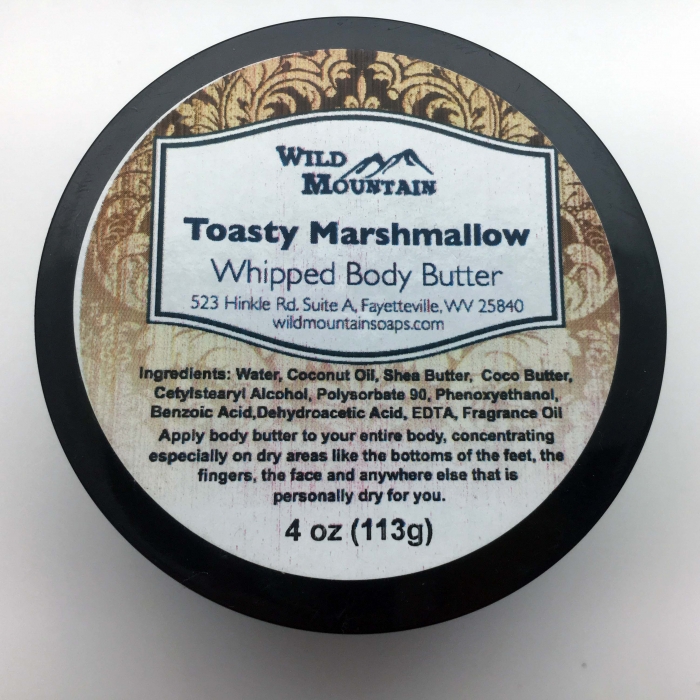 WILD
MOUNTAIN
Toasty Marshmallow
Whipped Body Butter
523 Hinkle Rd. Suite A, Fayetteville, WV 25840
wildmountainsoaps.com
Ingredients: Water, Coconut Oil, Shea Butter, Coco Butter,
Cetylstearyl Alcohol, Polysorbate 90, Phenoxyethanol,
Benzoic Acid,Dehydroacetic Acid, EDTA, Fragrance Oil
Apply body butter to your entire body, concentrating
especially on dry areas like the bottoms of the feet, the
fingers, the face and anywhere else that is
personally dry for you.
4 oz (113g)